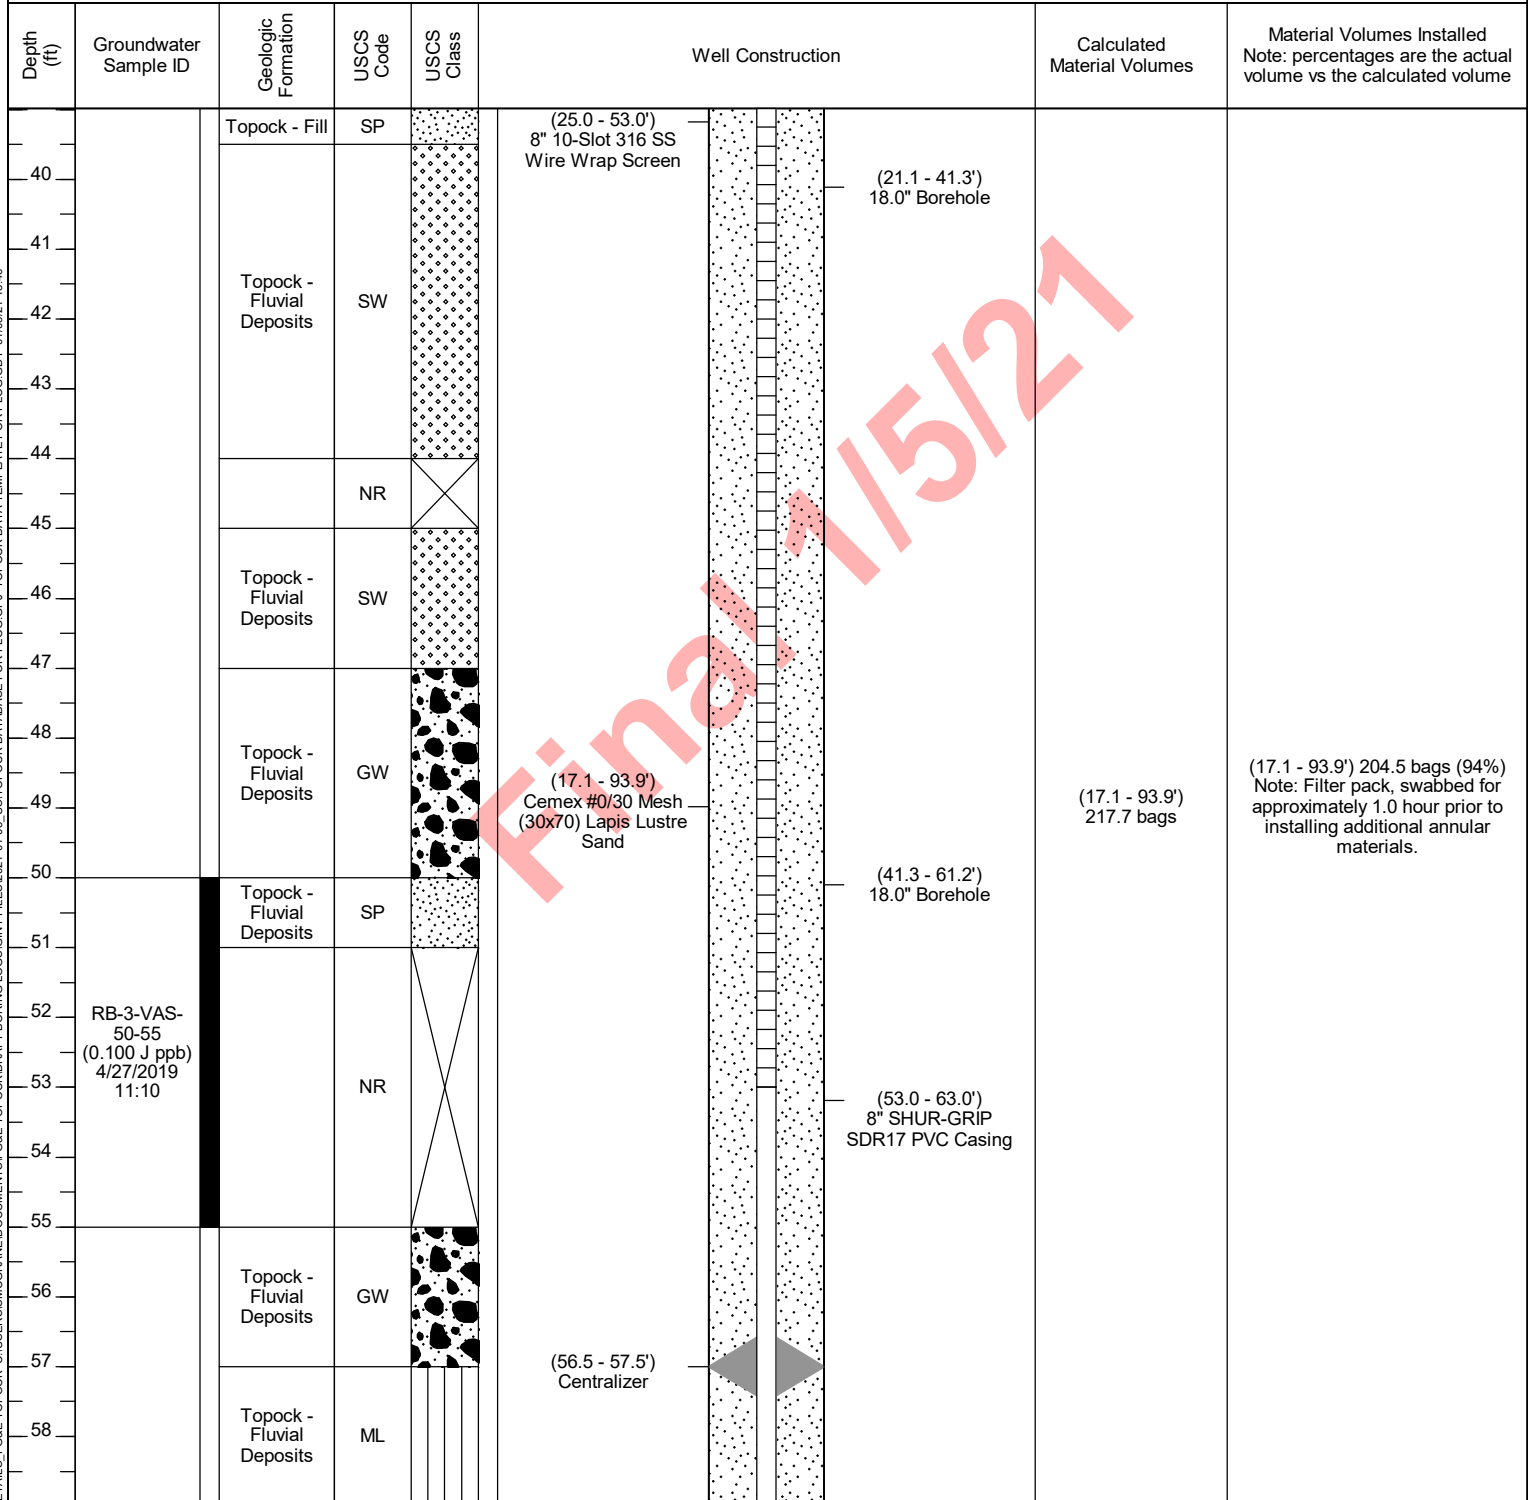 Depth (ft)
Groundwater Sample ID
Geologic Formation
USCS Code
USCS Class
Well Construction
Calculated Material Volumes
Material Volumes Installed
Note: percentages are the actual volume vs the calculated volume
Topock - Fill
SP
(25.0 - 53.0')
8" 10-Slot 316 SS
Wire Wrap Screen
40
(21.1 - 41.3')
18.0" Borehole
41
Topock -
Fluvial
Deposits
SW
42
43
44
NR
45
Topock -
Fluvial
Deposits
SW
46
47
48
Topock -
Fluvial
Deposits
GW
(17.1 - 93.9')
Cemex #0/30 Mesh
(30x70) Lapis Lustre
Sand
(17.1 - 93.9')
217.7 bags
(17.1 - 93.9') 204.5 bags (94%)
Note: Filter pack, swabbed for
approximately 1.0 hour prior to
installing additional annular
materials.
49
50
Topock -
Fluvial
Deposits
SP
(41.3 - 61.2')
18.0" Borehole
51
52
RB-3-VAS-
50-55
(0.100 J ppb)
4/27/2019
11:10
NR
53
(53.0 - 63.0')
8" SHUR-GRIP
SDR17 PVC Casing
54
55
Topock -
Fluvial
Deposits
GW
56
57
(56.5 - 57.5')
Centralizer
Topock -
Fluvial
Deposits
ML
58
Final 1/5/21